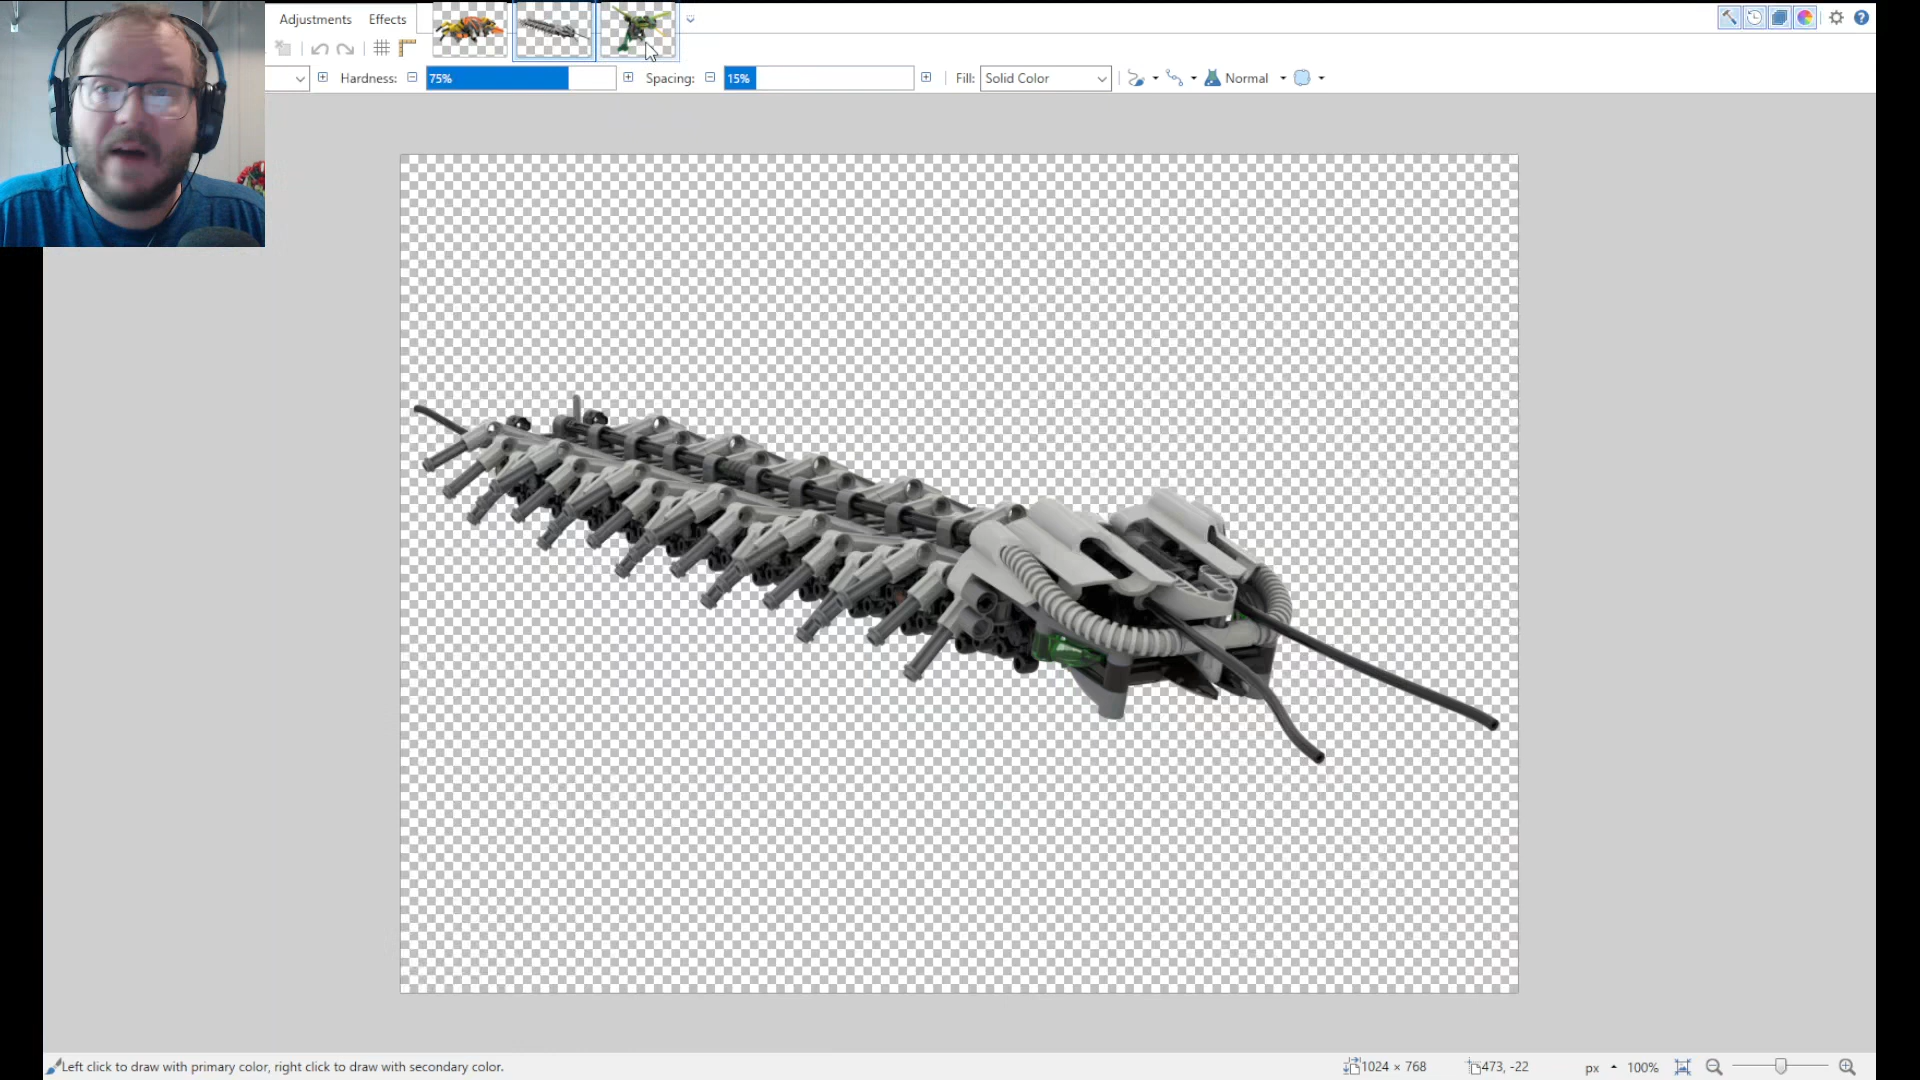 Adjustments Effects
Hardness: 75% Spacing: 15% Fill: Solid Color Normal
Left click to draw with primary color, right click to draw with secondary color. 1024 × 768 473, -22 px 100%